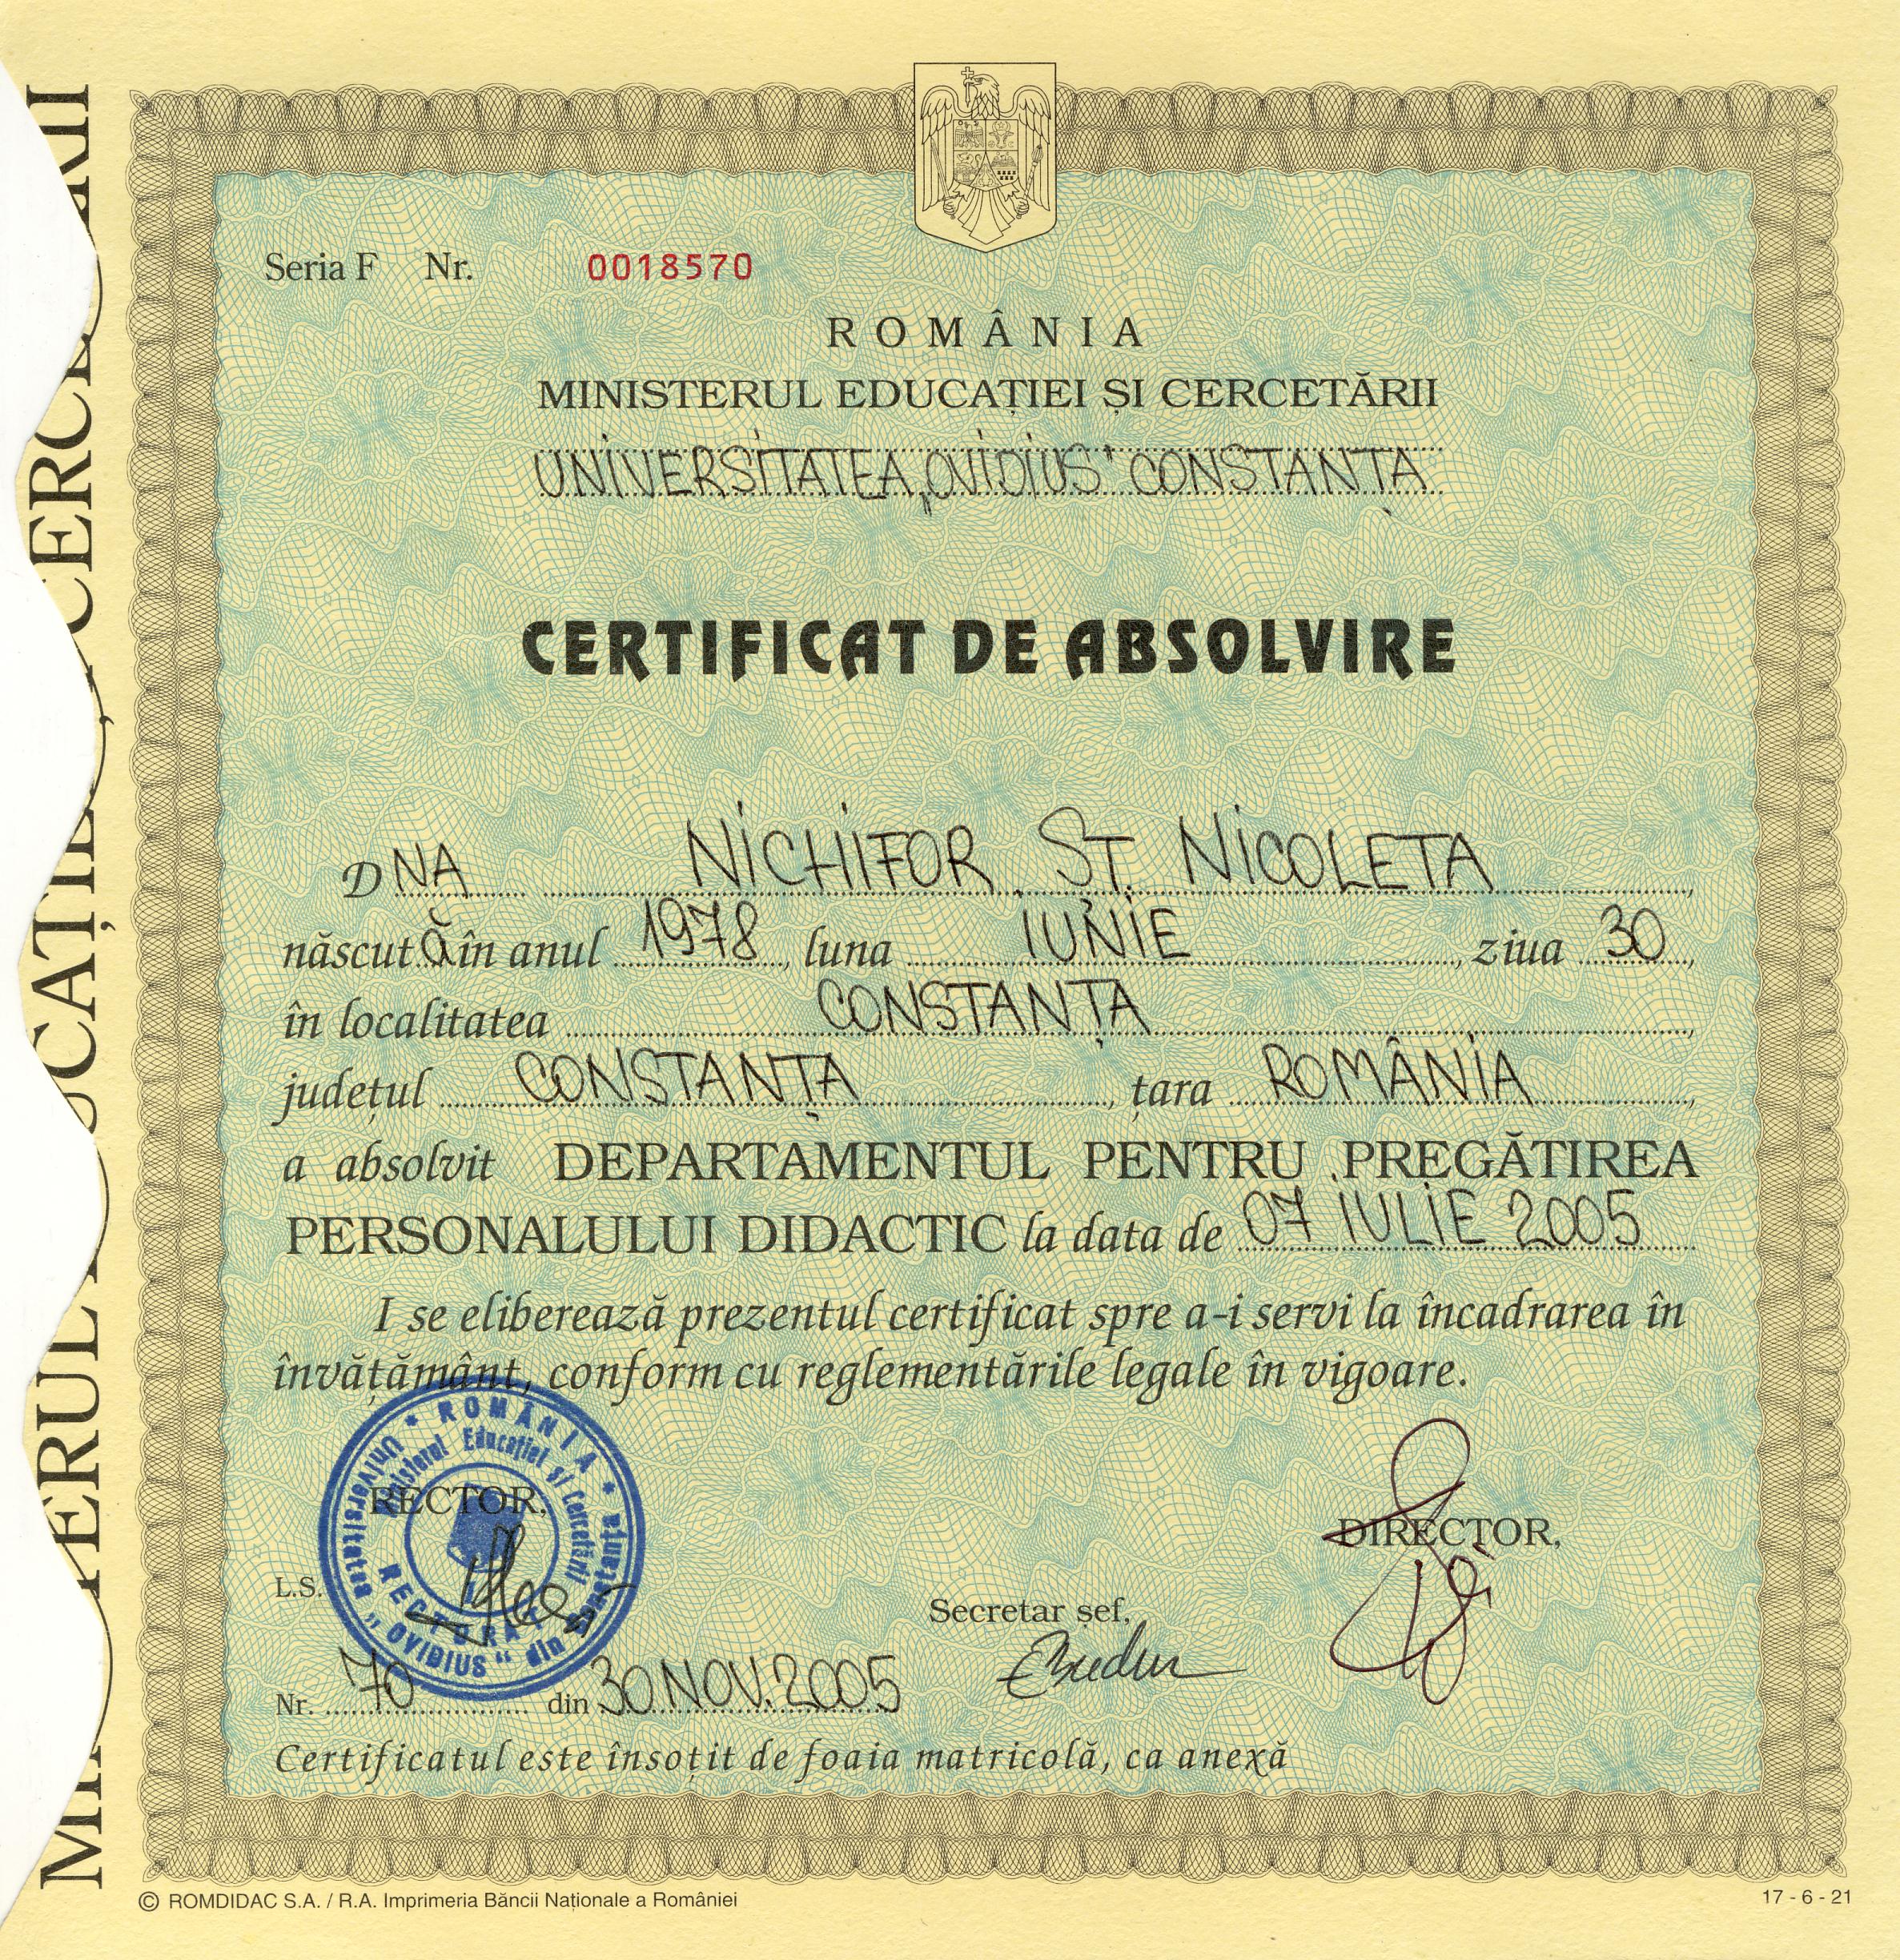 MINISTERUL EDUCAȚIEI ȘI CERCETĂRII
Seria F Nr. 0018570
ROMÂNIA
MINISTERUL EDUCAȚIEI ȘI CERCETĂRII
UNIVERSITATEA „OVIDIUS" CONSTANȚA
CERTIFICAT DE ABSOLVIRE
DNA NICHIFOR ST. NICOLETA,
născută în anul 1978, luna IUNIE, ziua 30,
în localitatea CONSTANȚA,
județul CONSTANȚA, țara ROMÂNIA,
a absolvit DEPARTAMENTUL PENTRU PREGĂTIREA
PERSONALULUI DIDACTIC la data de 07 IULIE 2005
I se eliberează prezentul certificat spre a-i servi la încadrarea în
învățământ, conform cu reglementările legale în vigoare.
* ROMÂNIA * Universitatea „OVIDIUS" din Constanța
Ministerul Educației și Cercetării
RECTORAT
RECTOR,
DIRECTOR,
L.S.
Secretar șef,
Nr. 70 din 30 NOV. 2005
Certificatul este însoțit de foaia matricolă, ca anexă
© ROMDIDAC S.A. / R.A. Imprimeria Băncii Naționale a României
17 - 6 - 21